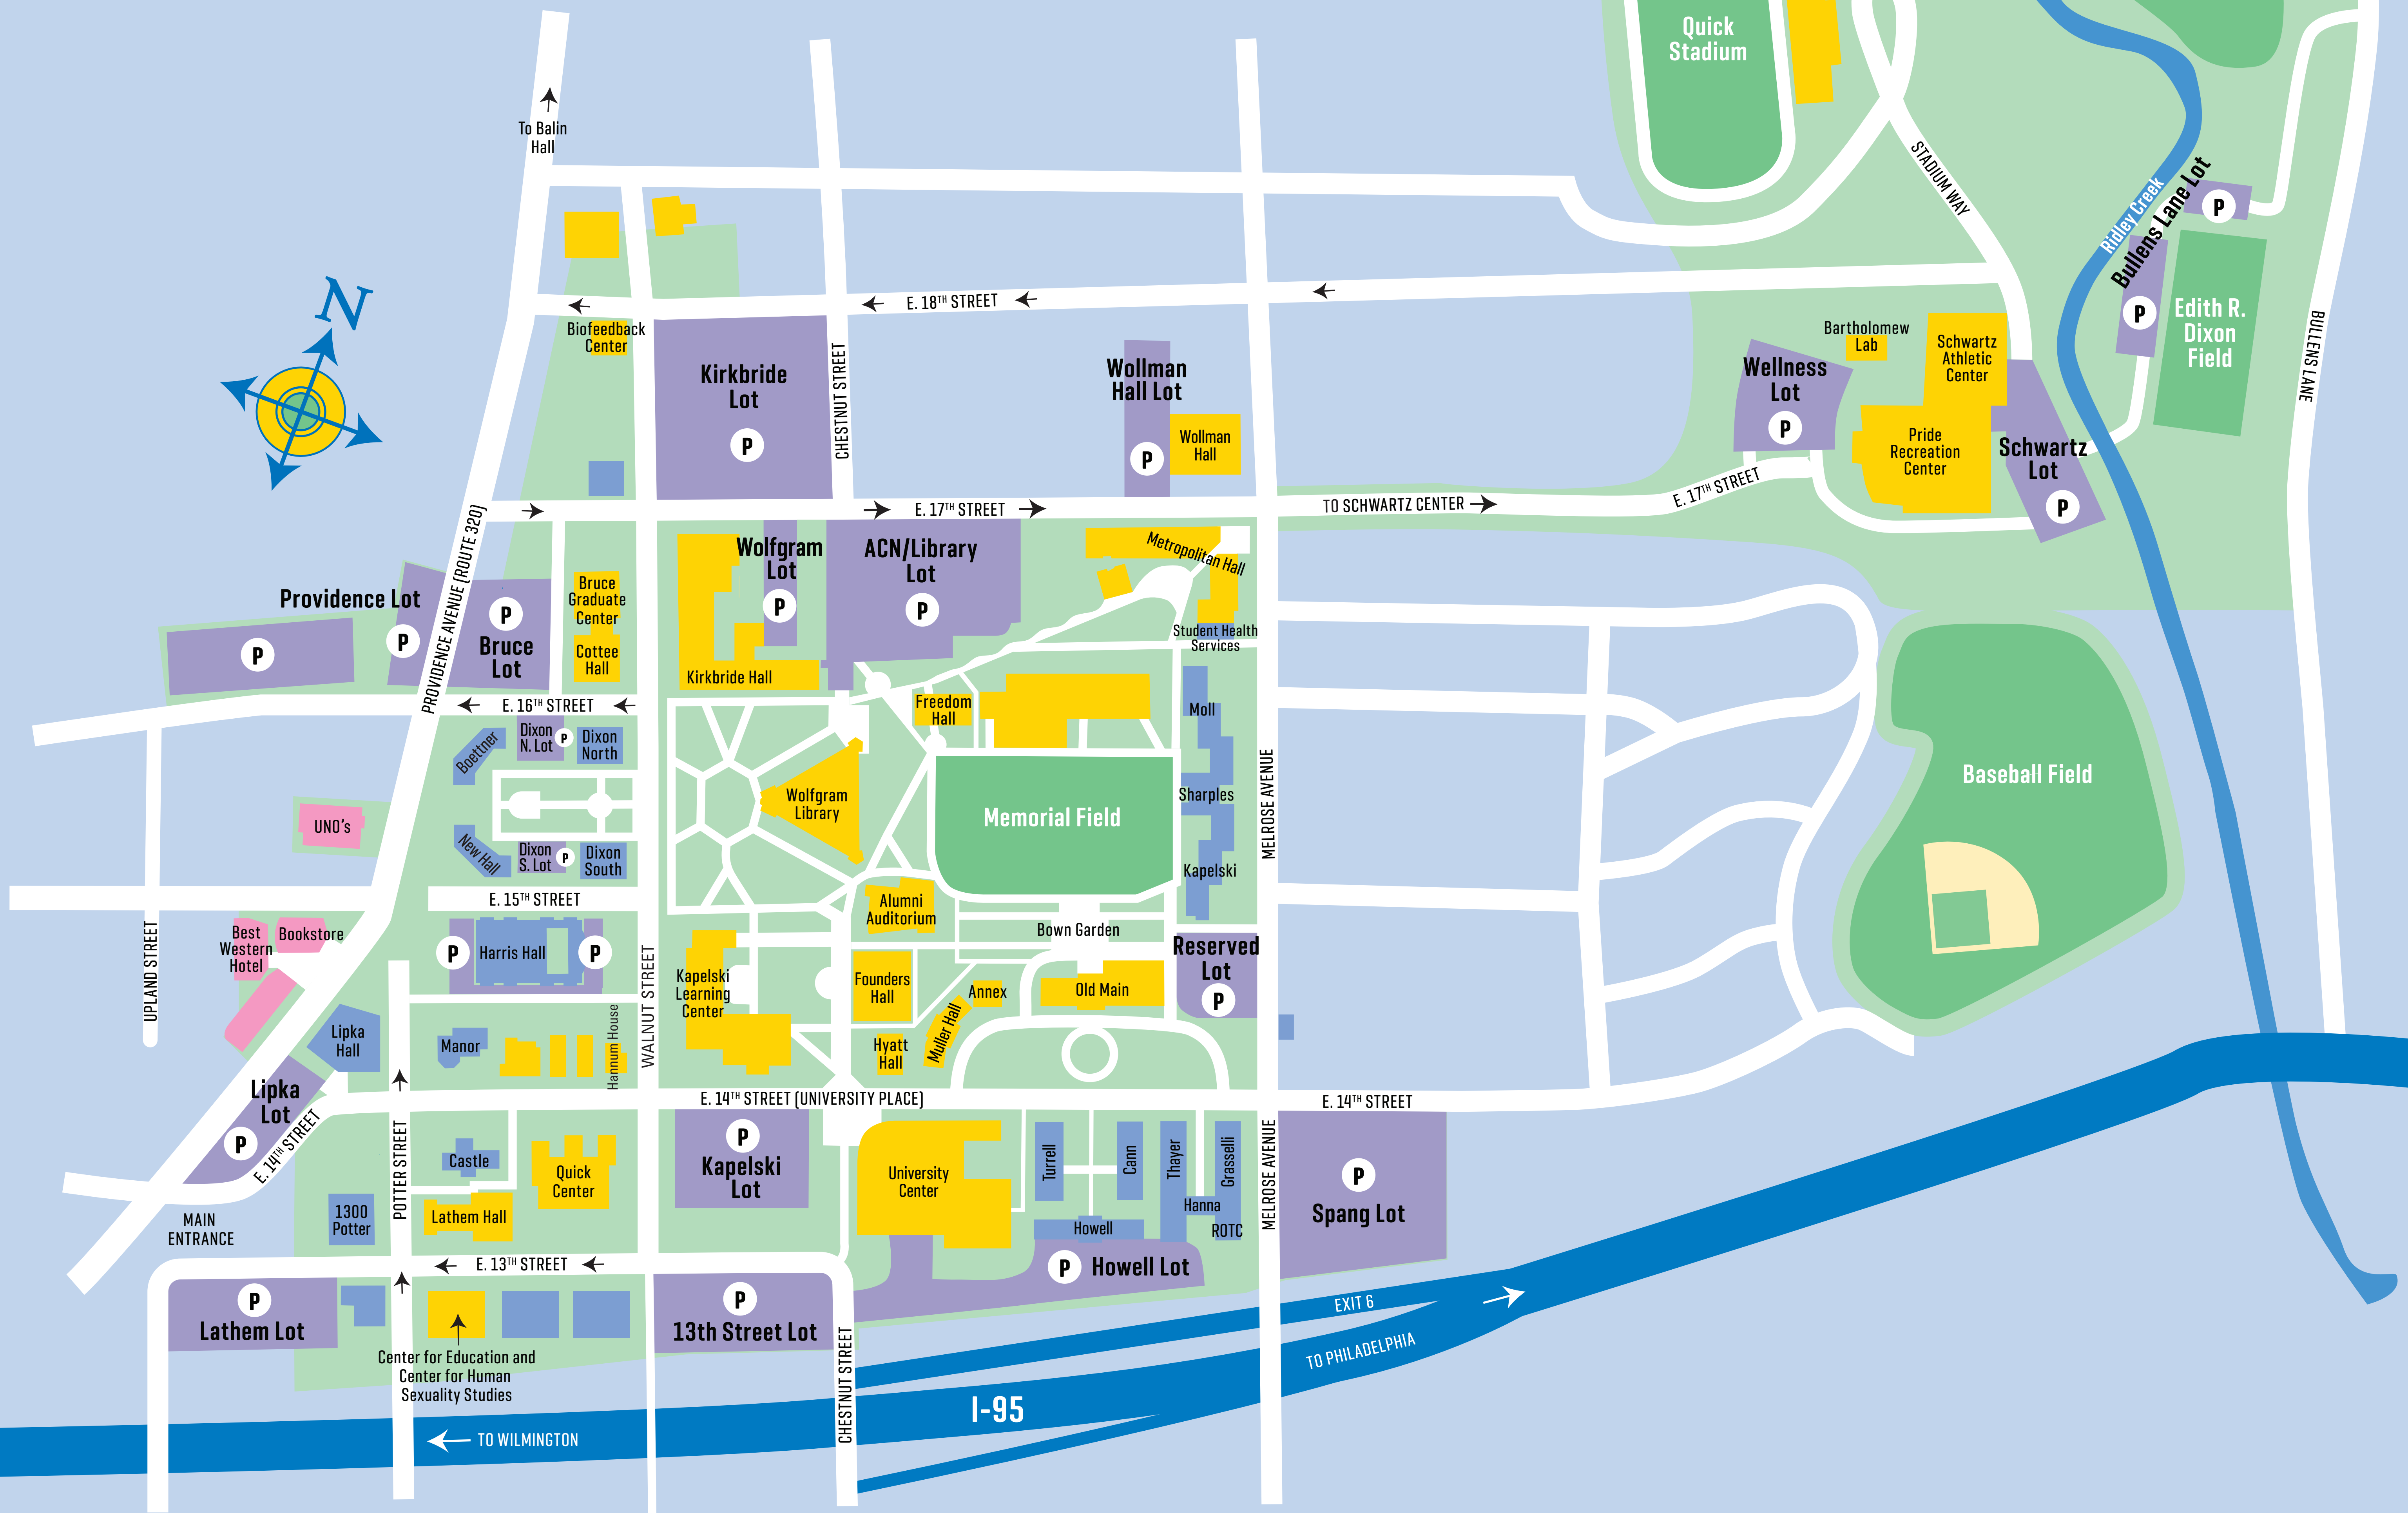 Quick
Stadium
To Balin
Hall
N
STADIUM WAY
Ridley Creek
Bullens Lane Lot
P
P
Edith R.
Dixon
Field
BULLENS LANE
E. 18TH STREET
Biofeedback
Center
Kirkbride
Lot
P
CHESTNUT STREET
Wollman
Hall Lot
P
Wollman
Hall
Bartholomew
Lab
Schwartz
Athletic
Center
Wellness
Lot
P
Pride
Recreation
Center
Schwartz
Lot
P
E. 17TH STREET
TO SCHWARTZ CENTER
E. 17TH STREET
PROVIDENCE AVENUE (ROUTE 320)
Providence Lot
P
P
P
Bruce
Lot
Bruce
Graduate
Center
Cottee
Hall
Wolfgram
Lot
P
ACN/Library
Lot
P
Metropolitan Hall
Student Health
Services
Kirkbride Hall
E. 16TH STREET
Freedom
Hall
Moll
Boettner
Dixon
N. Lot
P
Dixon
North
Wolfgram
Library
Memorial Field
Sharples
MELROSE AVENUE
Baseball Field
UNO's
New Hall
Dixon
S. Lot
P
Dixon
South
Kapelski
E. 15TH STREET
Alumni
Auditorium
Bown Garden
UPLAND STREET
Best
Western
Hotel
Bookstore
P
Harris Hall
P
WALNUT STREET
Kapelski
Learning
Center
Founders
Hall
Annex
Old Main
Reserved
Lot
P
Lipka
Hall
Manor
Hannum House
Hyatt
Hall
Muller Hall
Lipka
Lot
P
E. 14TH STREET
E. 14TH STREET (UNIVERSITY PLACE)
E. 14TH STREET
POTTER STREET
Castle
Quick
Center
P
Kapelski
Lot
University
Center
Turrell
Cann
Thayer
Grasselli
Hanna
ROTC
Howell
MELROSE AVENUE
P
Spang Lot
MAIN
ENTRANCE
1300
Potter
Lathem Hall
E. 13TH STREET
P
Howell Lot
P
Lathem Lot
P
13th Street Lot
Center for Education and
Center for Human
Sexuality Studies
CHESTNUT STREET
EXIT 6
TO PHILADELPHIA
I-95
TO WILMINGTON